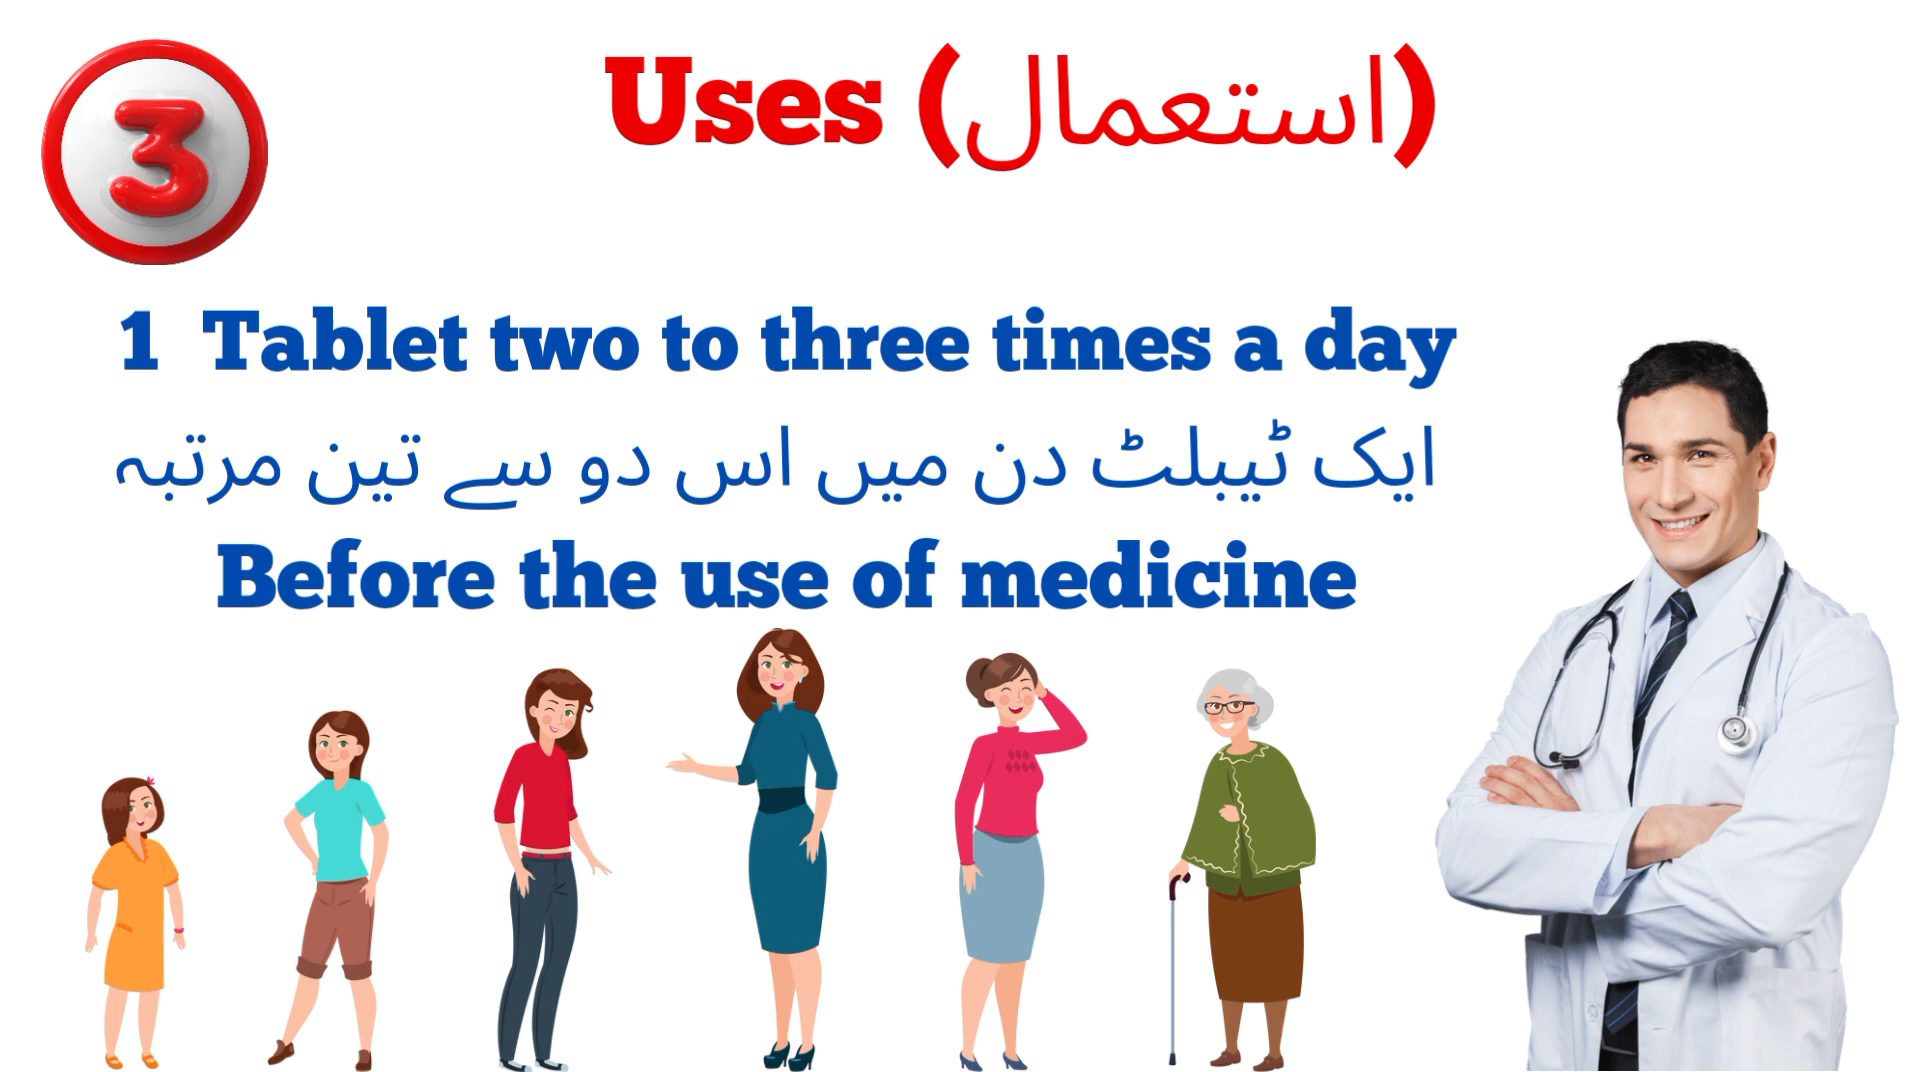 3
Uses (استعمال)
1 Tablet two to three times a day
ایک ٹیبلٹ دن میں اس دو سے تین مرتبہ
Before the use of medicine